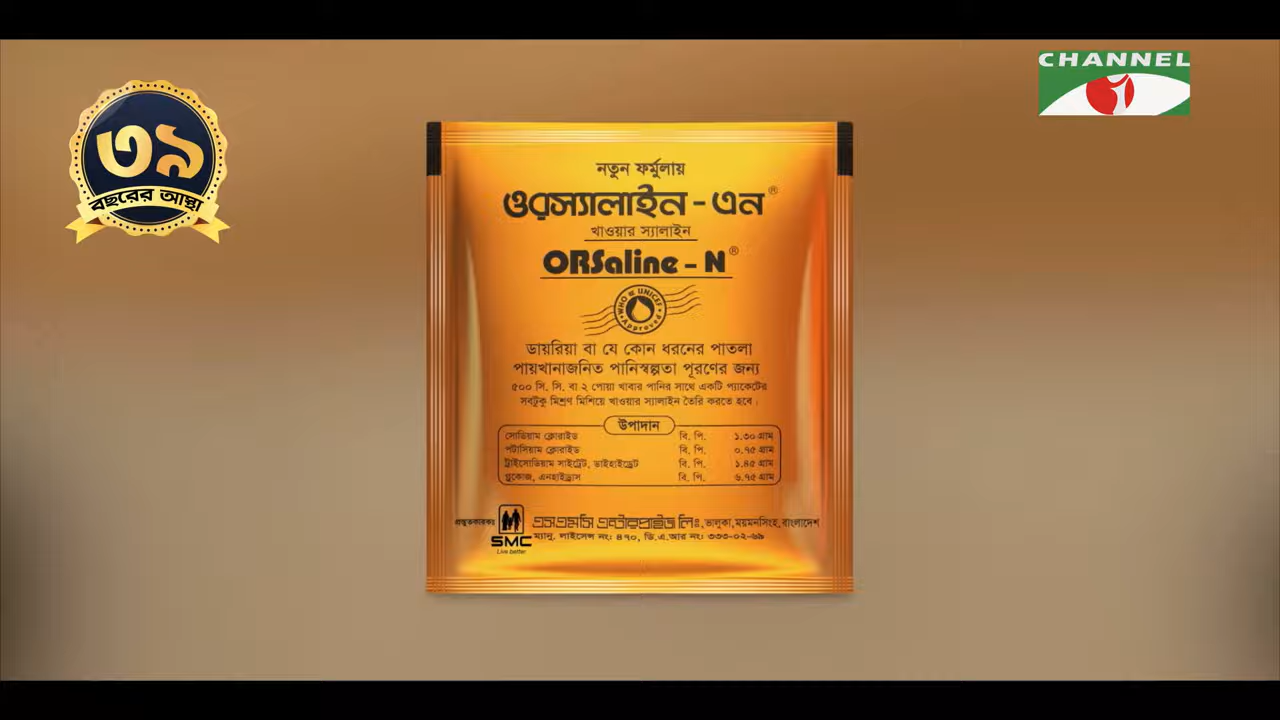 ৩৯
বছরের আস্থা
CHANNEL
নতুন ফর্মুলায়
ওরস্যালাইন - এন®
খাওয়ার স্যালাইন
ORSaline - N®
WHO & UNICEF
Approved
ডায়রিয়া বা যে কোন ধরনের পাতলা
পায়খানাজনিত পানিস্বল্পতা পূরণের জন্য
৫০০ সি. সি. বা ২ পোয়া খাবার পানির সাথে একটি প্যাকেটের
সবটুকু মিশ্রণ মিশিয়ে খাওয়ার স্যালাইন তৈরি করতে হবে।
উপাদান
সোডিয়াম ক্লোরাইড বি. পি. ১.৩০ গ্রাম
পটাসিয়াম ক্লোরাইড বি. পি. ০.৭৫ গ্রাম
ট্রাইসোডিয়াম সাইট্রেট, ডাইহাইড্রেট বি. পি. ১.৪৫ গ্রাম
গ্লুকোজ, এনহাইড্রাস বি. পি. ৬.৭৫ গ্রাম
প্রস্তুতকারকঃ SMC এসএমসি এন্টারপ্রাইজ লিঃ, ভালুকা, ময়মনসিংহ, বাংলাদেশ
Live better ম্যানু. লাইসেন্স নং: ৪৭০, ডি.এ.আর নং: ৩৩৩-০২-৬৯